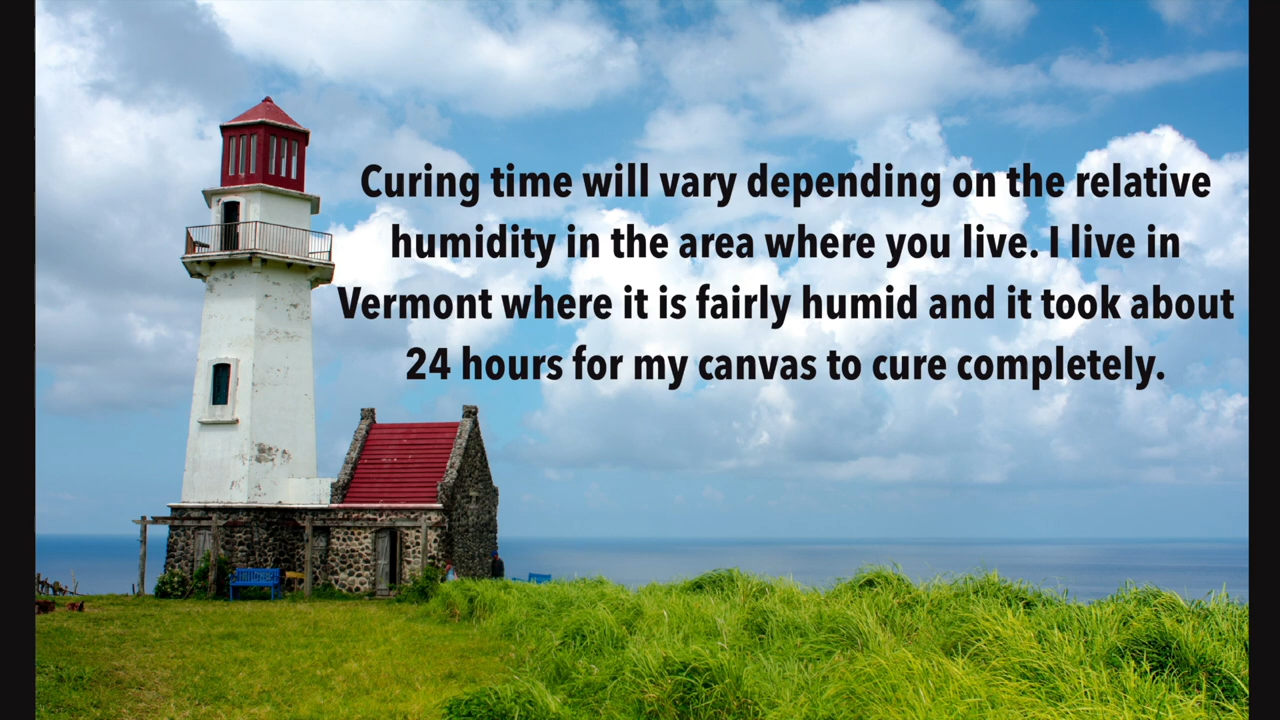 Curing time will vary depending on the relative
humidity in the area where you live. I live in
Vermont where it is fairly humid and it took about
24 hours for my canvas to cure completely.